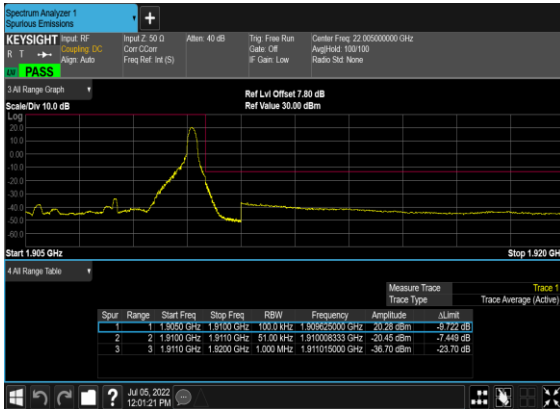 Spectrum Analyzer 1
Spurious Emissions
+
KEYSIGHT Input: RF Input Z: 50 Ω Atten: 40 dB Trig: Free Run Center Freq: 22.005000000 GHz
R T Coupling: DC Corr CCorr Gate: Off Avg|Hold: 100/100
Align: Auto Freq Ref: Int (S) IF Gain: Low Radio Std: None
PASS
3 All Range Graph
Ref Lvl Offset 7.80 dB
Scale/Div 10.0 dB Ref Value 30.00 dBm
Log
20.0
10.0
0.00
-10.0
-20.0
-30.0
-40.0
-50.0
-60.0
Start 1.905 GHz Stop 1.920 GH
4 All Range Table
Measure Trace Trace 1
Trace Type Trace Average (Active)
Spur Range Start Freq Stop Freq RBW Frequency Amplitude ΔLimit
1 1 1.9050 GHz 1.9100 GHz 100.0 kHz 1.909625000 GHz 20.28 dBm -9.722 dB
2 2 1.9100 GHz 1.9110 GHz 51.00 kHz 1.910008333 GHz -20.45 dBm -7.449 dB
3 3 1.9110 GHz 1.9200 GHz 1.000 MHz 1.911015000 GHz -36.70 dBm -23.70 dB
?
Jul 05, 2022
12:01:21 PM